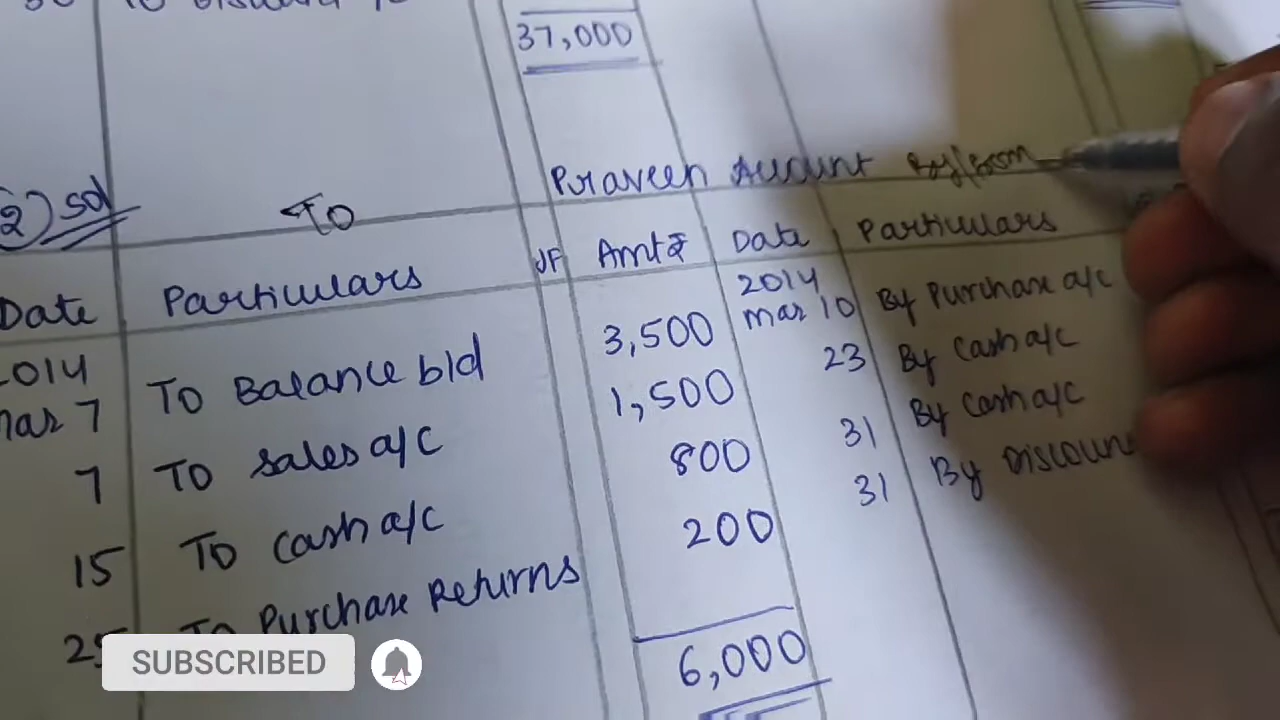 37,000
2) Sol
To
Praveen Account By/from
Date Particulars JF Amt₹ Date Particulars
2014 2014
Mar 7 To Balance b/d 3,500 Mar 10 By Purchase a/c
7 To Sales a/c 1,500 23 By Cash a/c
15 To Cash a/c 800 31 By Cash a/c
25 To Purchase Returns 200 31 By Discount
6,000
SUBSCRIBED